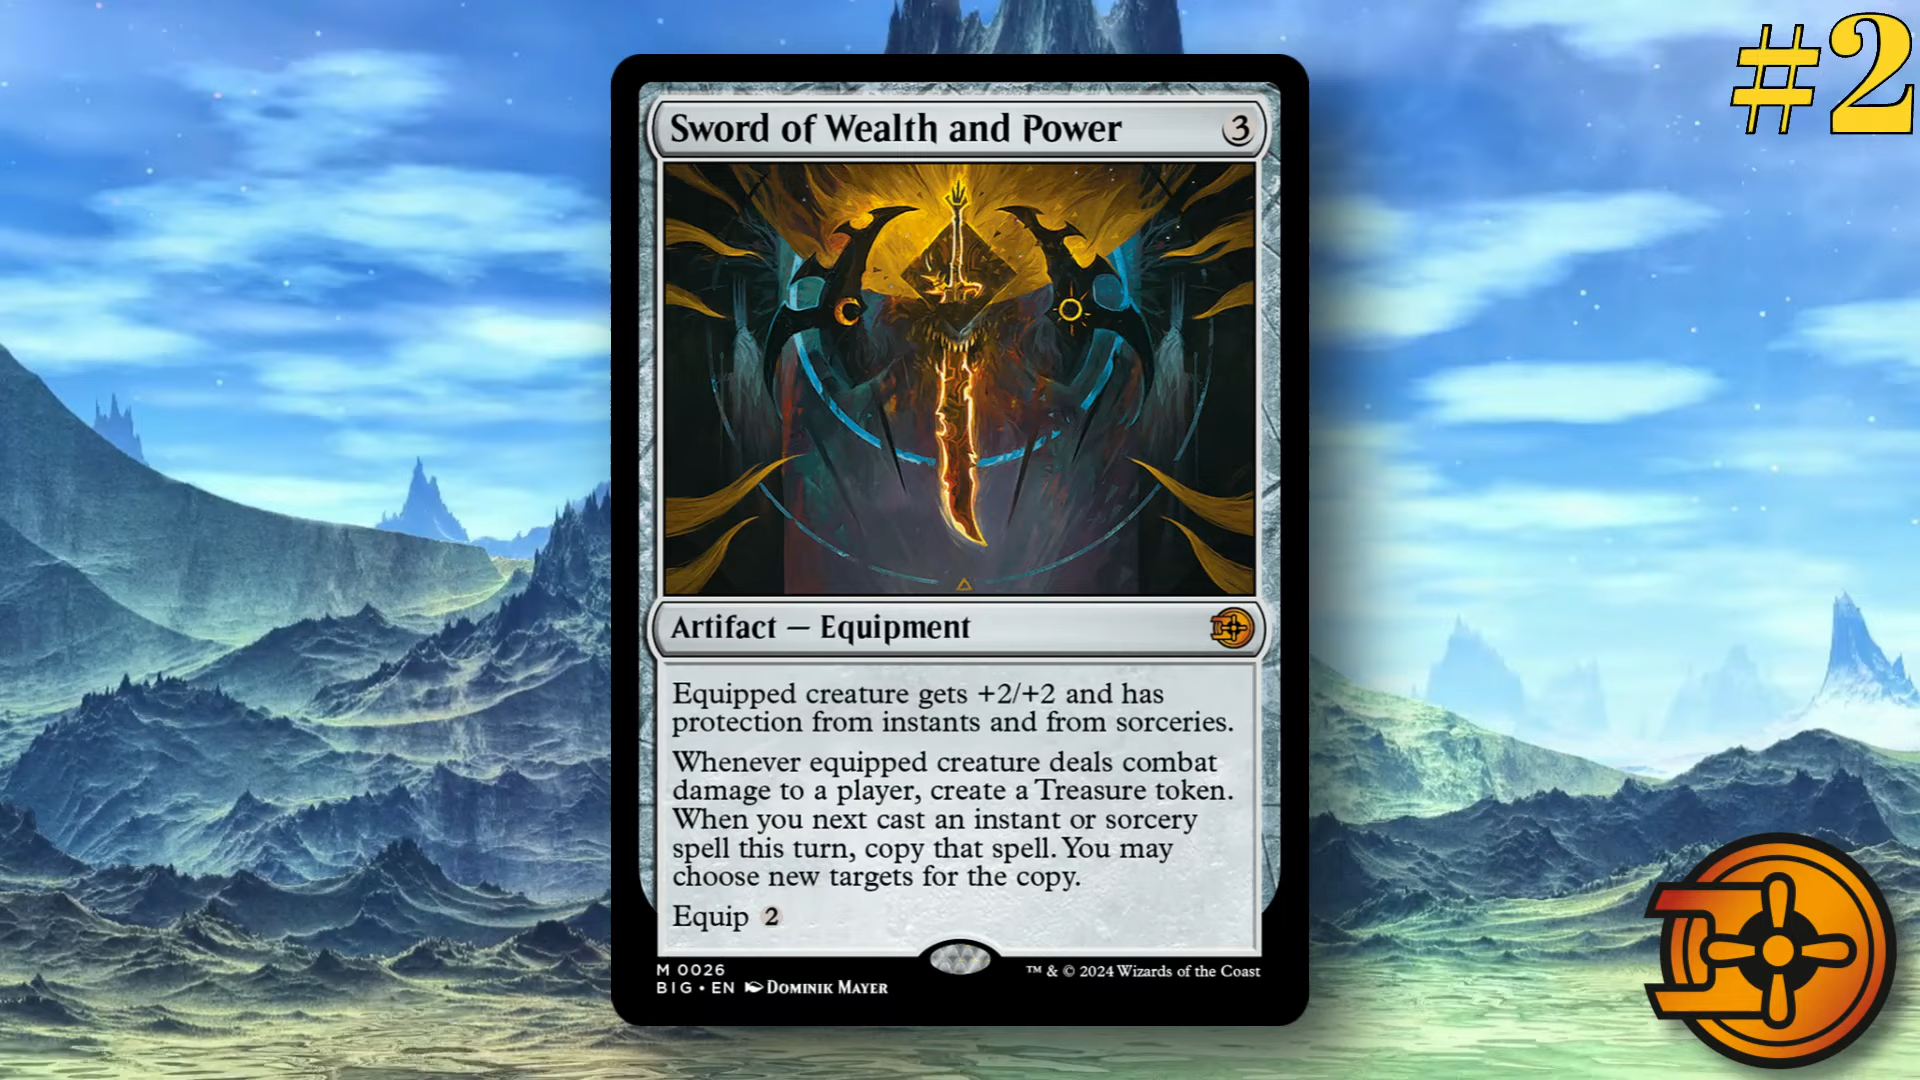 #2
Sword of Wealth and Power 3
Artifact — Equipment
Equipped creature gets +2/+2 and has
protection from instants and from sorceries.
Whenever equipped creature deals combat
damage to a player, create a Treasure token.
When you next cast an instant or sorcery
spell this turn, copy that spell. You may
choose new targets for the copy.
Equip 2
M 0026
BIG • EN DOMINIK MAYER
™ & © 2024 Wizards of the Coast